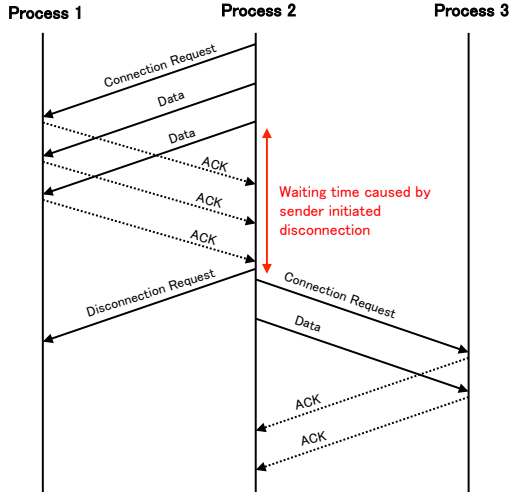 Process 1
Process 2
Process 3
Connection Request
Data
Data
ACK
ACK
ACK
Waiting time caused by
sender initiated
disconnection
Disconnection Request
Connection Request
Data
ACK
ACK